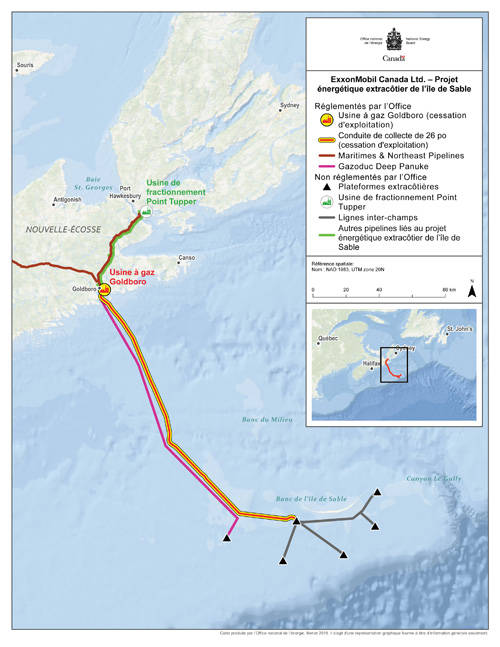 Office national
de l'énergie
National Energy
Board
Canada
ExxonMobil Canada Ltd. – Projet
énergétique extracôtier de l'île de Sable
Réglementés par l'Office
Usine à gaz Goldboro (cessation
d'exploitation)
Conduite de collecte de 26 po
(cessation d'exploitation)
Maritimes & Northeast Pipelines
Gazoduc Deep Panuke
Non réglementés par l'Office
Plateformes extracôtières
Usine de fractionnement Point
Tupper
Lignes inter-champs
Autres pipelines liés au projet
énergétique extracôtier de l'île de
Sable
Référence spatiale:
Nom : NAD 1983, UTM zone 20N
0 20 40 80 km
N
Québec
St. John's
Sydney
Halifax
Souris
Sydney
Baie
St. Georges
Port
Hawkesbury
Usine de
fractionnement
Point Tupper
Antigonish
NOUVELLE-ÉCOSSE
Canso
Usine à gaz
Goldboro
Goldboro
Banc du Milieu
Canyon Le Gully
Banc de l'île de Sable
Carte produite par l'Office national de l'énergie, février 2019. Il s'agit d'une représentation graphique fournie à titre d'information générale seulement.